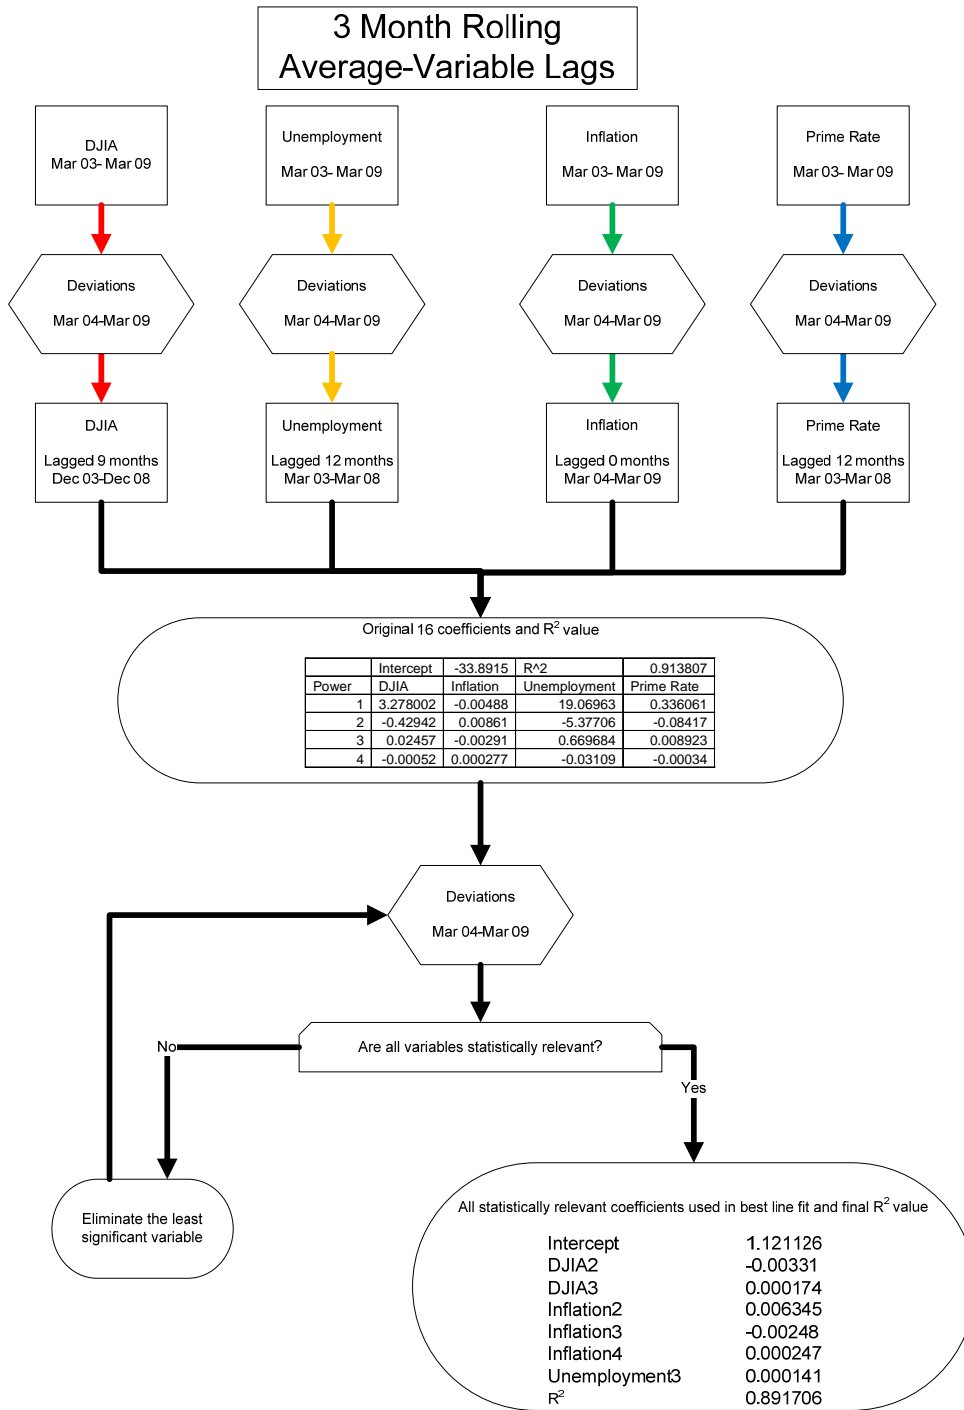 3 Month Rolling
Average-Variable Lags
DJIA
Mar 03- Mar 09
Unemployment
Mar 03- Mar 09
Inflation
Mar 03- Mar 09
Prime Rate
Mar 03- Mar 09
Deviations
Mar 04-Mar 09
Deviations
Mar 04-Mar 09
Deviations
Mar 04-Mar 09
Deviations
Mar 04-Mar 09
DJIA
Lagged 9 months
Dec 03-Dec 08
Unemployment
Lagged 12 months
Mar 03-Mar 08
Inflation
Lagged 0 months
Mar 04-Mar 09
Prime Rate
Lagged 12 months
Mar 03-Mar 08
Original 16 coefficients and R² value
Intercept -33.8915 R^2 0.913807
Power DJIA Inflation Unemployment Prime Rate
1 3.278002 -0.00488 19.06963 0.336061
2 -0.42942 0.00861 -5.37706 -0.08417
3 0.02457 -0.00291 0.669684 0.008923
4 -0.00052 0.000277 -0.03109 -0.00034
Deviations
Mar 04-Mar 09
Are all variables statistically relevant?
No
Yes
Eliminate the least
significant variable
All statistically relevant coefficients used in best line fit and final R² value
Intercept 1.121126
DJIA2 -0.00331
DJIA3 0.000174
Inflation2 0.006345
Inflation3 -0.00248
Inflation4 0.000247
Unemployment3 0.000141
R² 0.891706